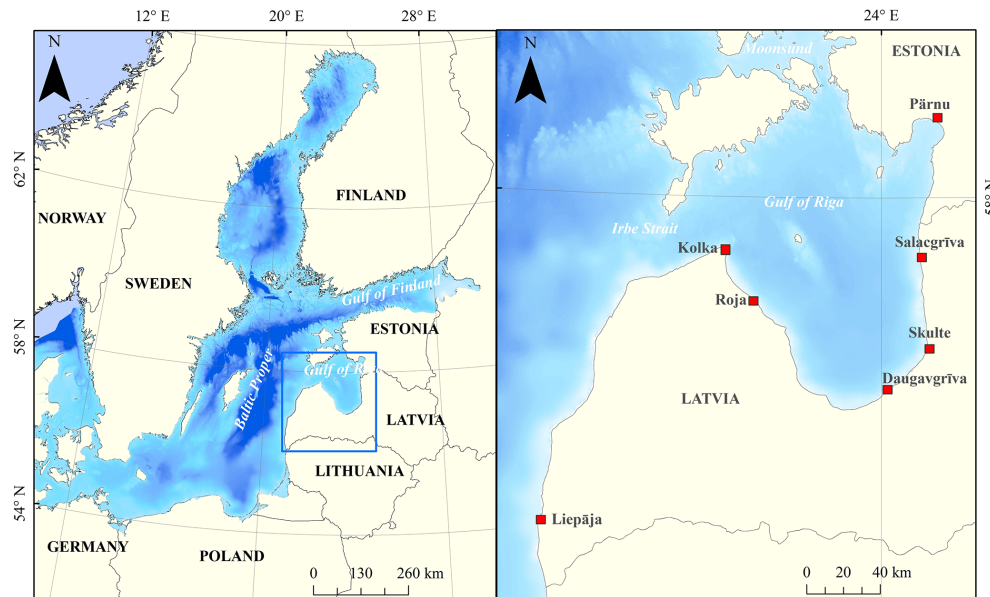 12° E
20° E
28° E
N
62° N
58° N
54° N
NORWAY
SWEDEN
FINLAND
Gulf of Finland
ESTONIA
Gulf of R
Baltic Proper
LATVIA
LITHUANIA
GERMANY
POLAND
0 130 260 km
24° E
N
Moonsund
ESTONIA
Pärnu
58° N
Gulf of Riga
Irbe Strait
Kolka
Salacgrīva
Roja
Skulte
Daugavgrīva
LATVIA
Liepāja
0 20 40 km